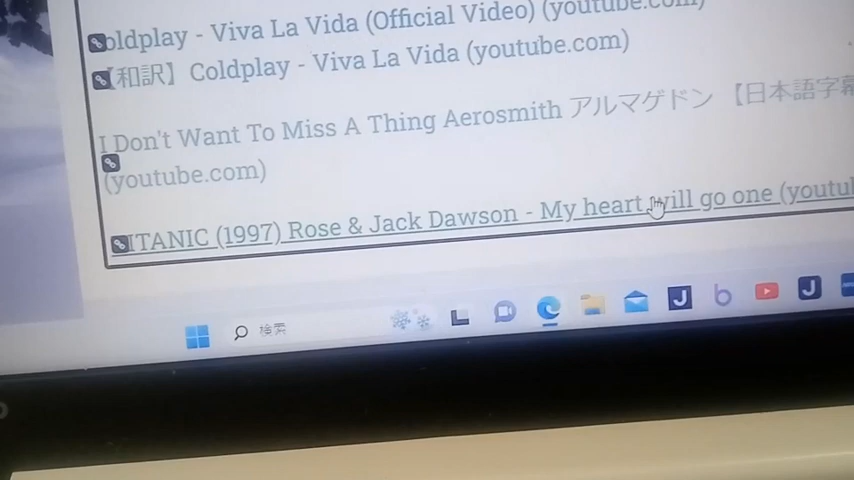 oldplay - Viva La Vida (Official Video) (youtube.com)
【和訳】Coldplay - Viva La Vida (youtube.com)
I Don't Want To Miss A Thing Aerosmith アルマゲドン 【日本語字幕
(youtube.com)
ITANIC (1997) Rose & Jack Dawson - My heart will go one (youtu
検索